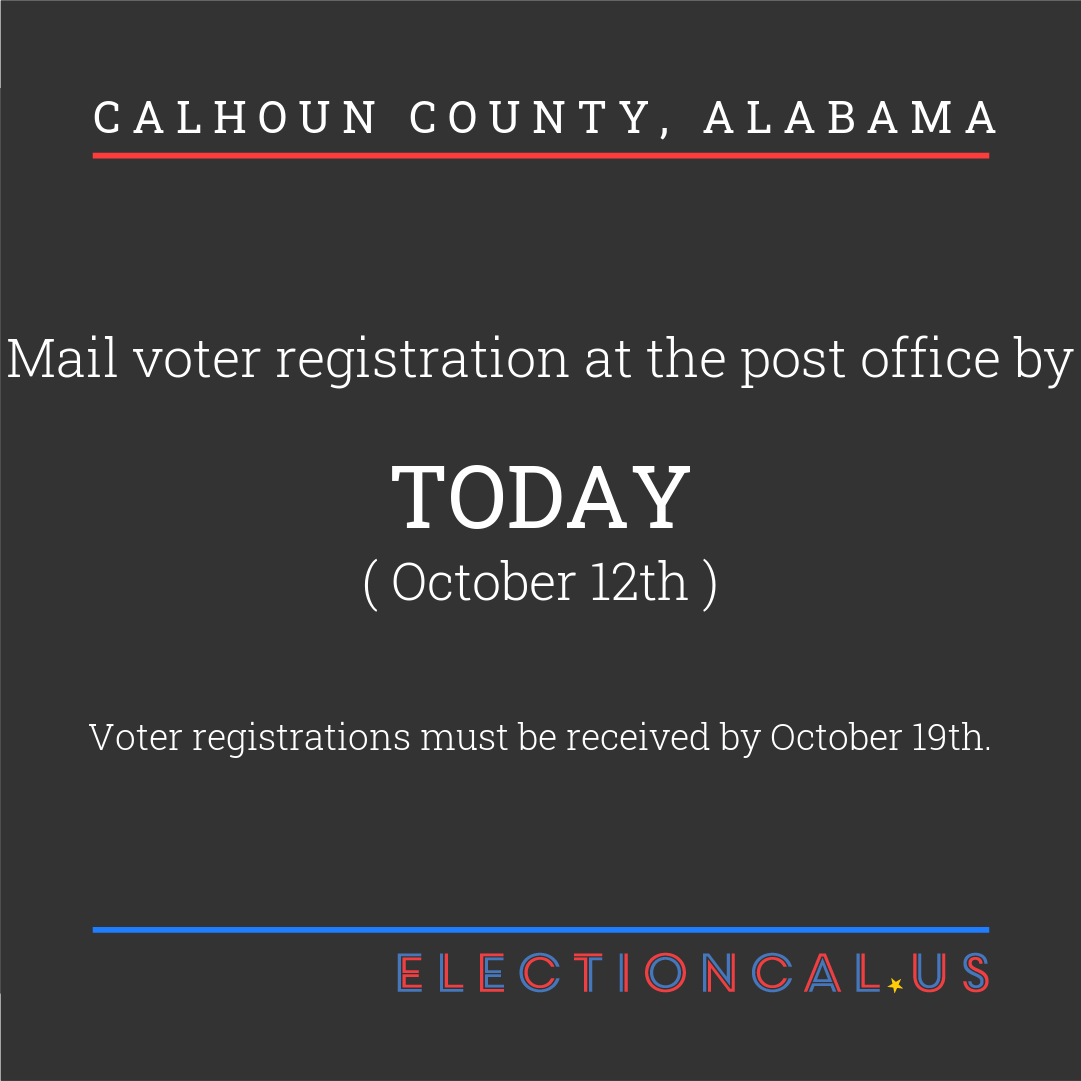 CALHOUN COUNTY, ALABAMA
Mail voter registration at the post office by
TODAY
( October 12th )
Voter registrations must be received by October 19th.
ELECTIONCAL.US